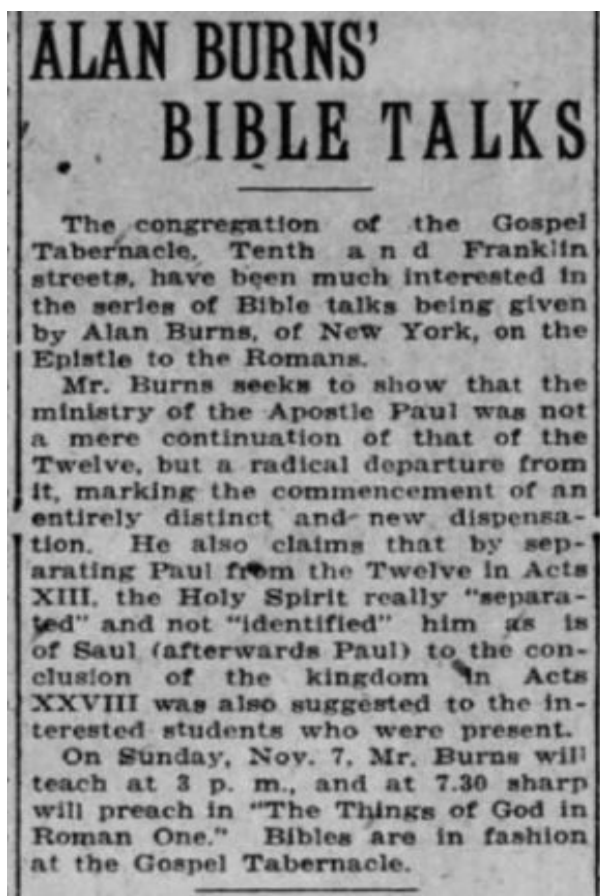 ALAN BURNS'
BIBLE TALKS
The congregation of the Gospel
Tabernacle, Tenth and Franklin
streets, have been much interested in
the series of Bible talks being given
by Alan Burns, of New York, on the
Epistle to the Romans.
Mr. Burns seeks to show that the
ministry of the Apostle Paul was not
a mere continuation of that of the
Twelve, but a radical departure from
it, marking the commencement of an
entirely distinct and new dispensa-
tion. He also claims that by sep-
arating Paul from the Twelve in Acts
XIII, the Holy Spirit really "separa-
ted" and not "identified" him as is
of Saul (afterwards Paul) to the con-
clusion of the kingdom in Acts
XXVIII was also suggested to the in-
terested students who were present.
On Sunday, Nov. 7, Mr. Burns will
teach at 3 p. m., and at 7.30 sharp
will preach in "The Things of God in
Roman One." Bibles are in fashion
at the Gospel Tabernacle.